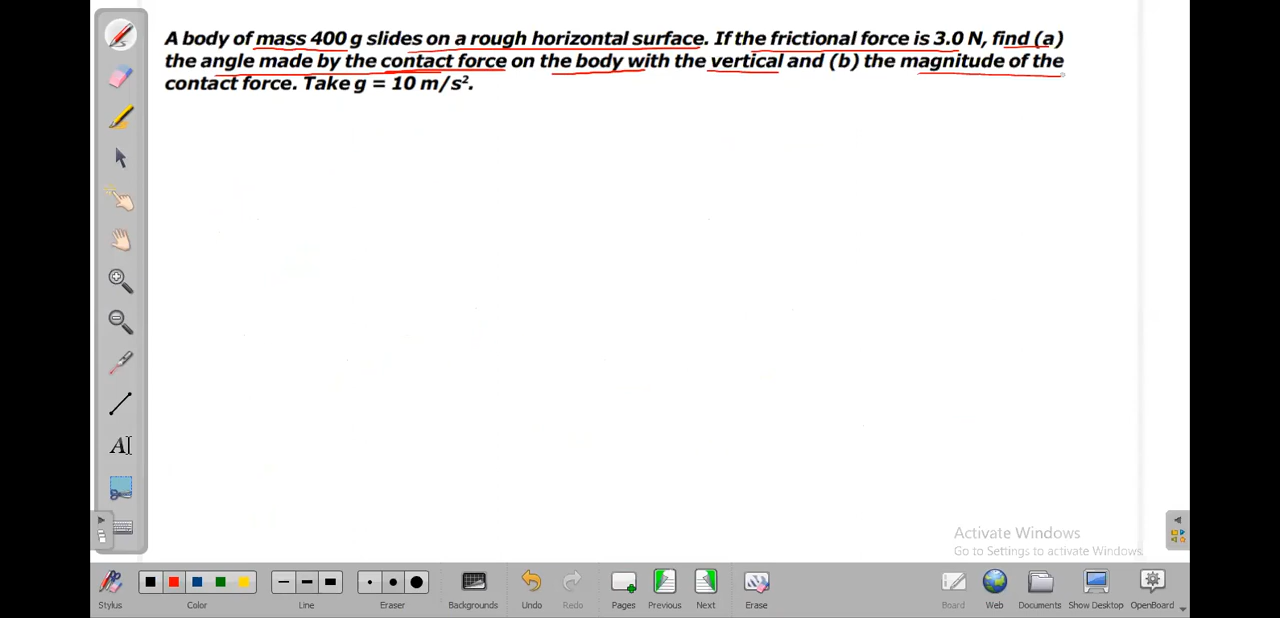 A body of mass 400 g slides on a rough horizontal surface. If the frictional force is 3.0 N, find (a)
the angle made by the contact force on the body with the vertical and (b) the magnitude of the
contact force. Take g = 10 m/s².
A
Activate Windows
Go to Settings to activate Windows.
Stylus
Color
Line
Eraser
Backgrounds
Undo
Redo
Pages
Previous
Next
Erase
Board
Web
Documents
Show Desktop
OpenBoard